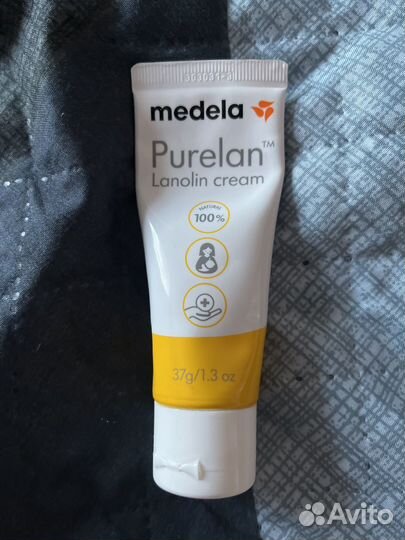 medela
Purelan™
Lanolin cream
NATURAL
100%
37g/1.3 oz
Avito